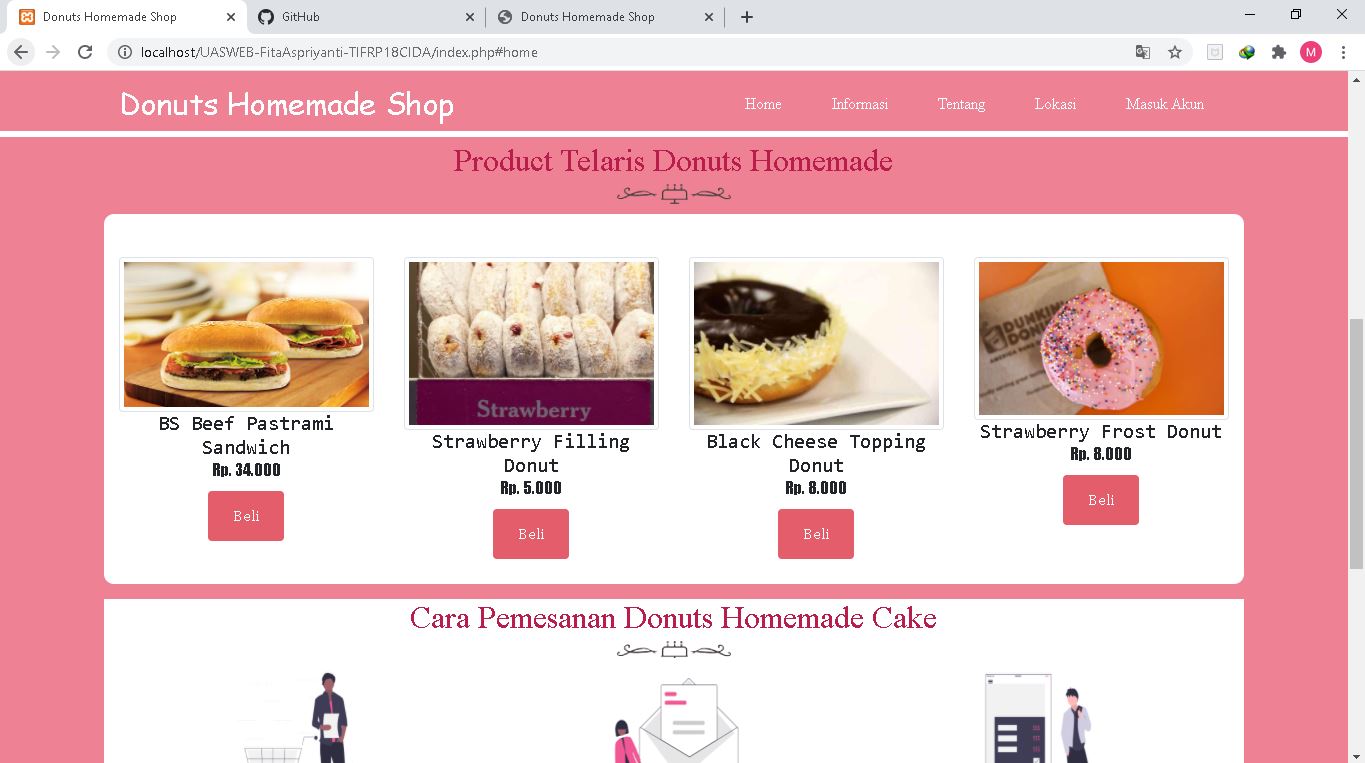 Donuts Homemade Shop
GitHub
Donuts Homemade Shop
localhost/UASWEB-FitaAspriyanti-TIFRP18CIDA/index.php#home
M
Donuts Homemade Shop
Home
Informasi
Tentang
Lokasi
Masuk Akun
Product Telaris Donuts Homemade
Strawberry
DUNKIN'
DONU
BS Beef Pastrami
Sandwich
Rp. 34.000
Beli
Strawberry Filling
Donut
Rp. 5.000
Beli
Black Cheese Topping
Donut
Rp. 8.000
Beli
Strawberry Frost Donut
Rp. 8.000
Beli
Cara Pemesanan Donuts Homemade Cake